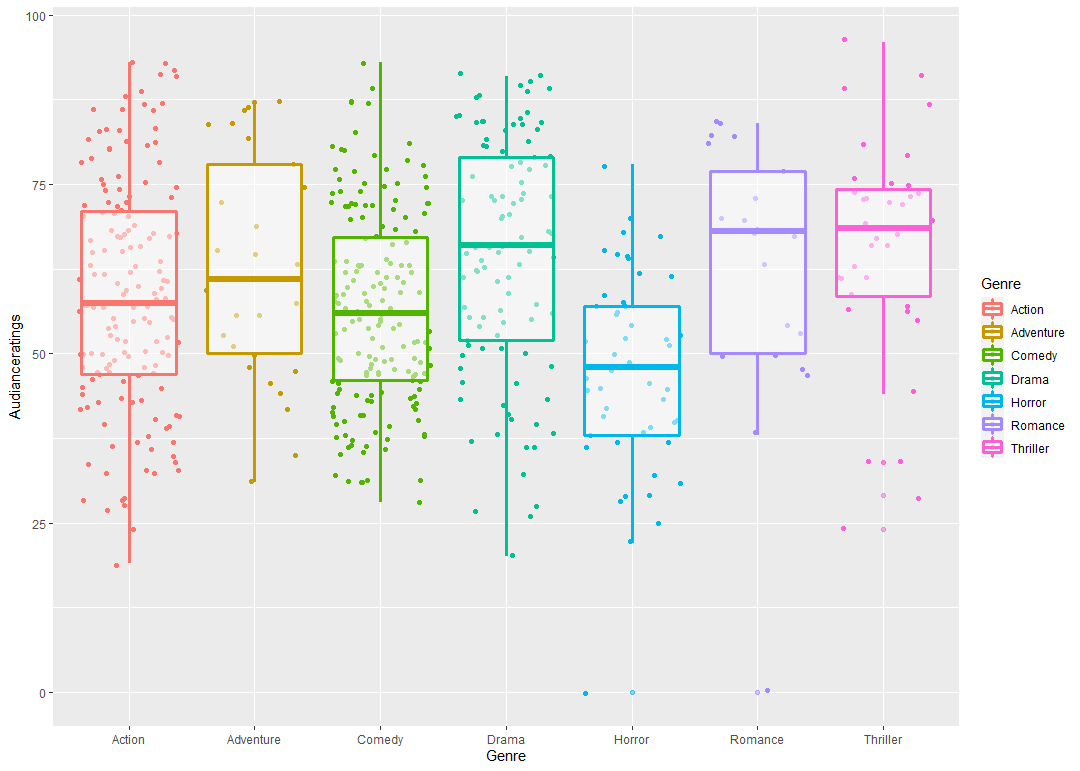 Audianceratings
100
75
50
25
0
Action Adventure Comedy Drama Horror Romance Thriller
Genre
Genre
Action
Adventure
Comedy
Drama
Horror
Romance
Thriller